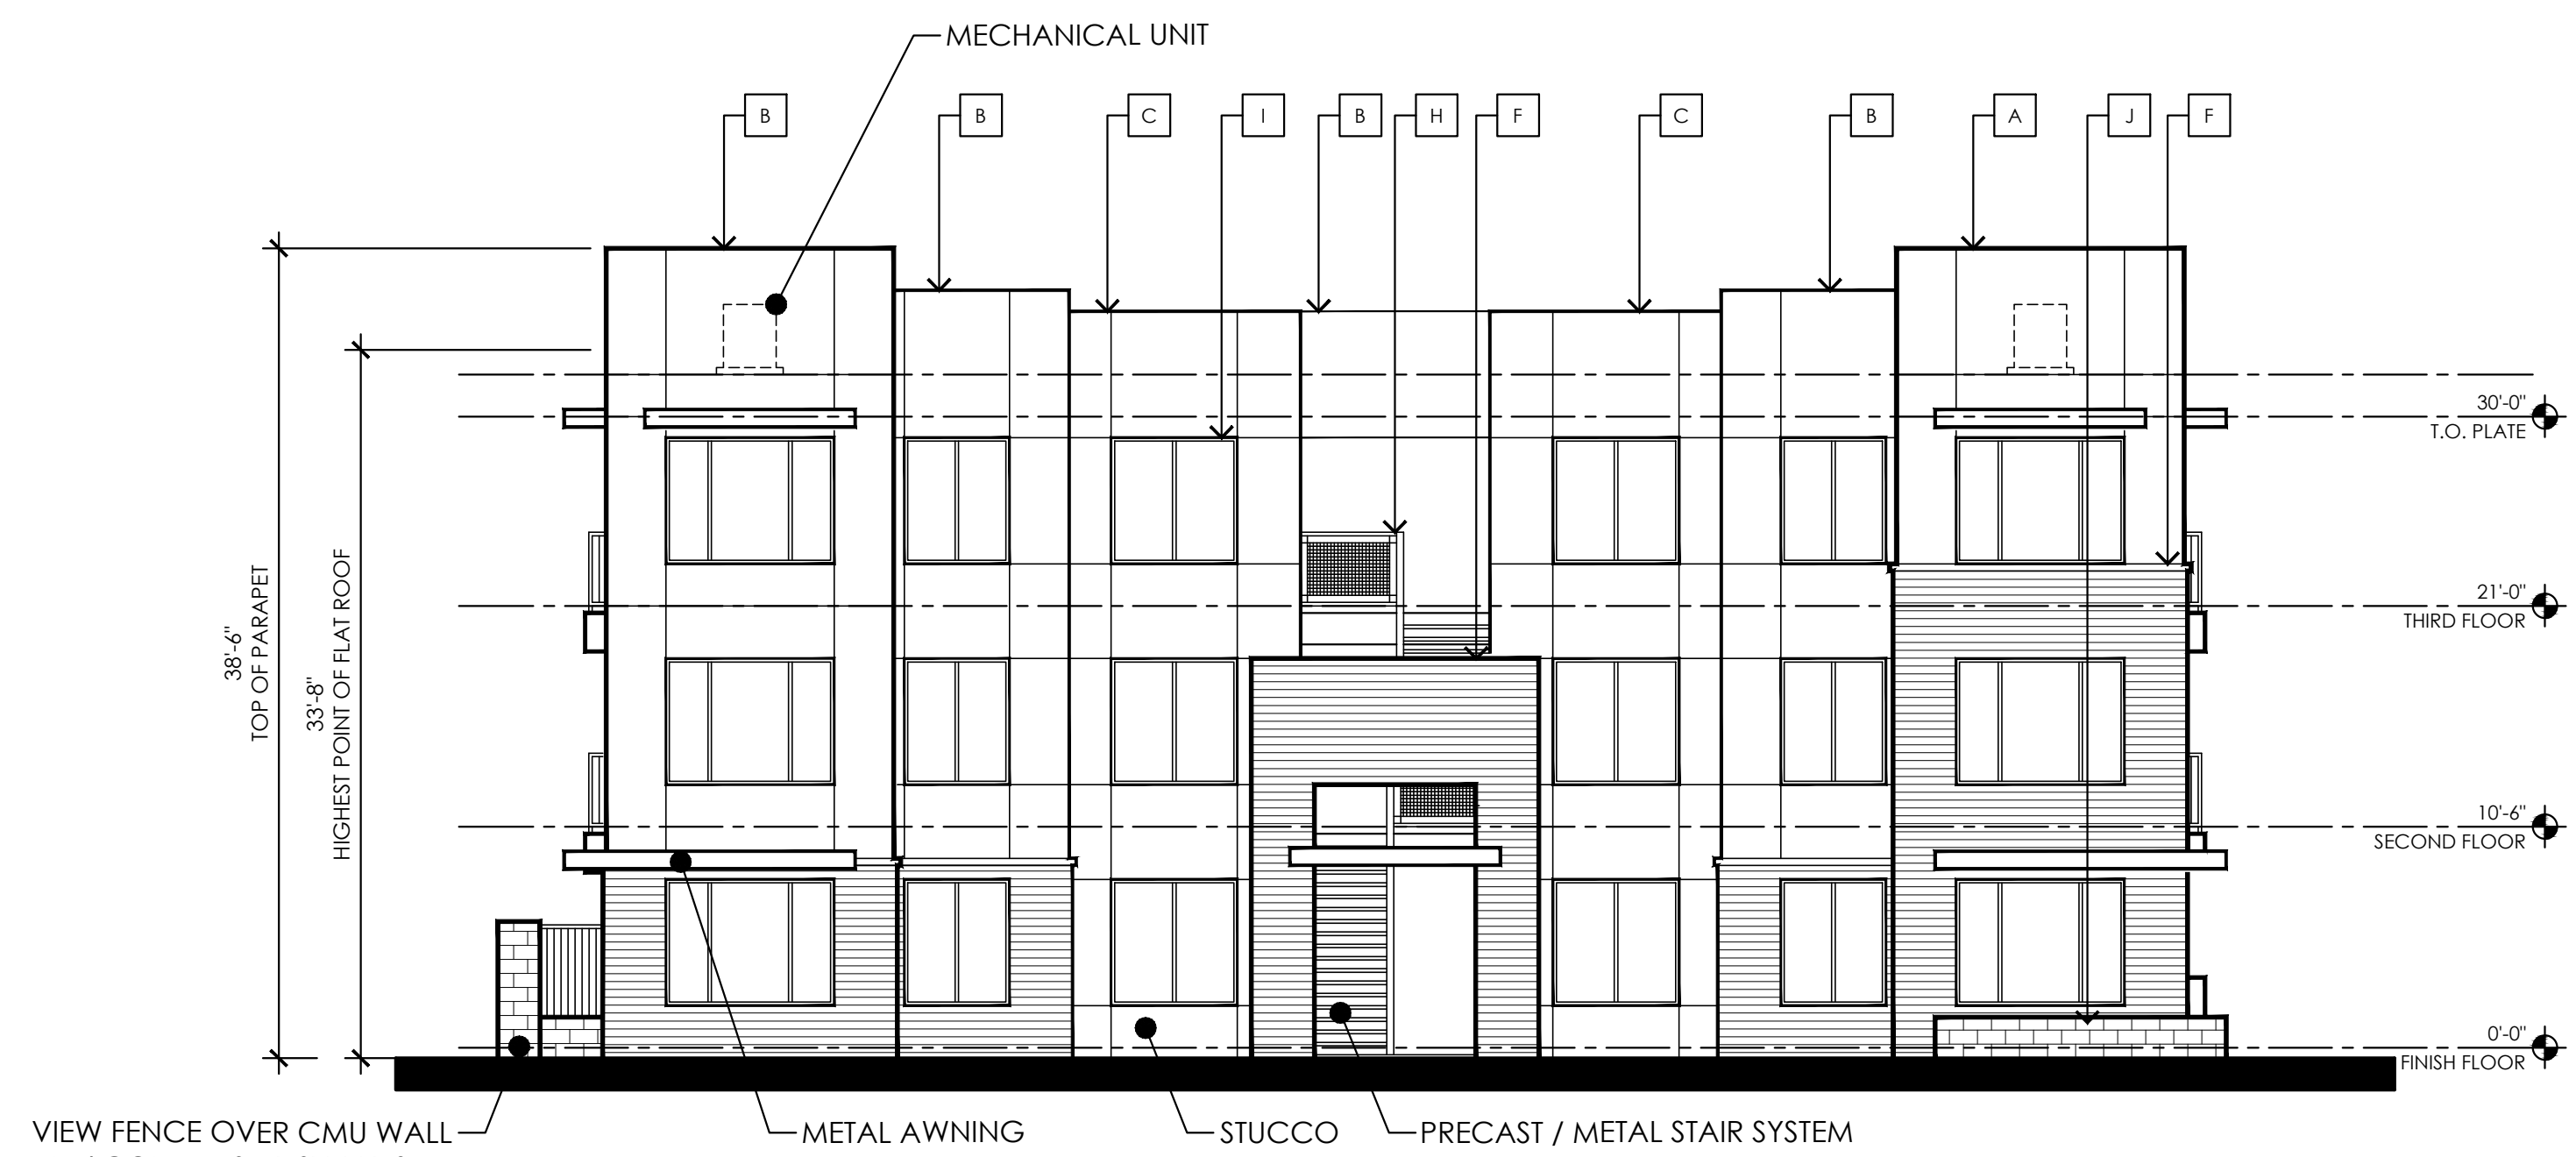 MECHANICAL UNIT
B
B
C
I
B
H
F
C
B
A
J
F
38'-6"
TOP OF PARAPET
33'-8"
HIGHEST POINT OF FLAT ROOF
30'-0"
T.O. PLATE
21'-0"
THIRD FLOOR
10'-6"
SECOND FLOOR
0'-0"
FINISH FLOOR
VIEW FENCE OVER CMU WALL
METAL AWNING
STUCCO
PRECAST / METAL STAIR SYSTEM